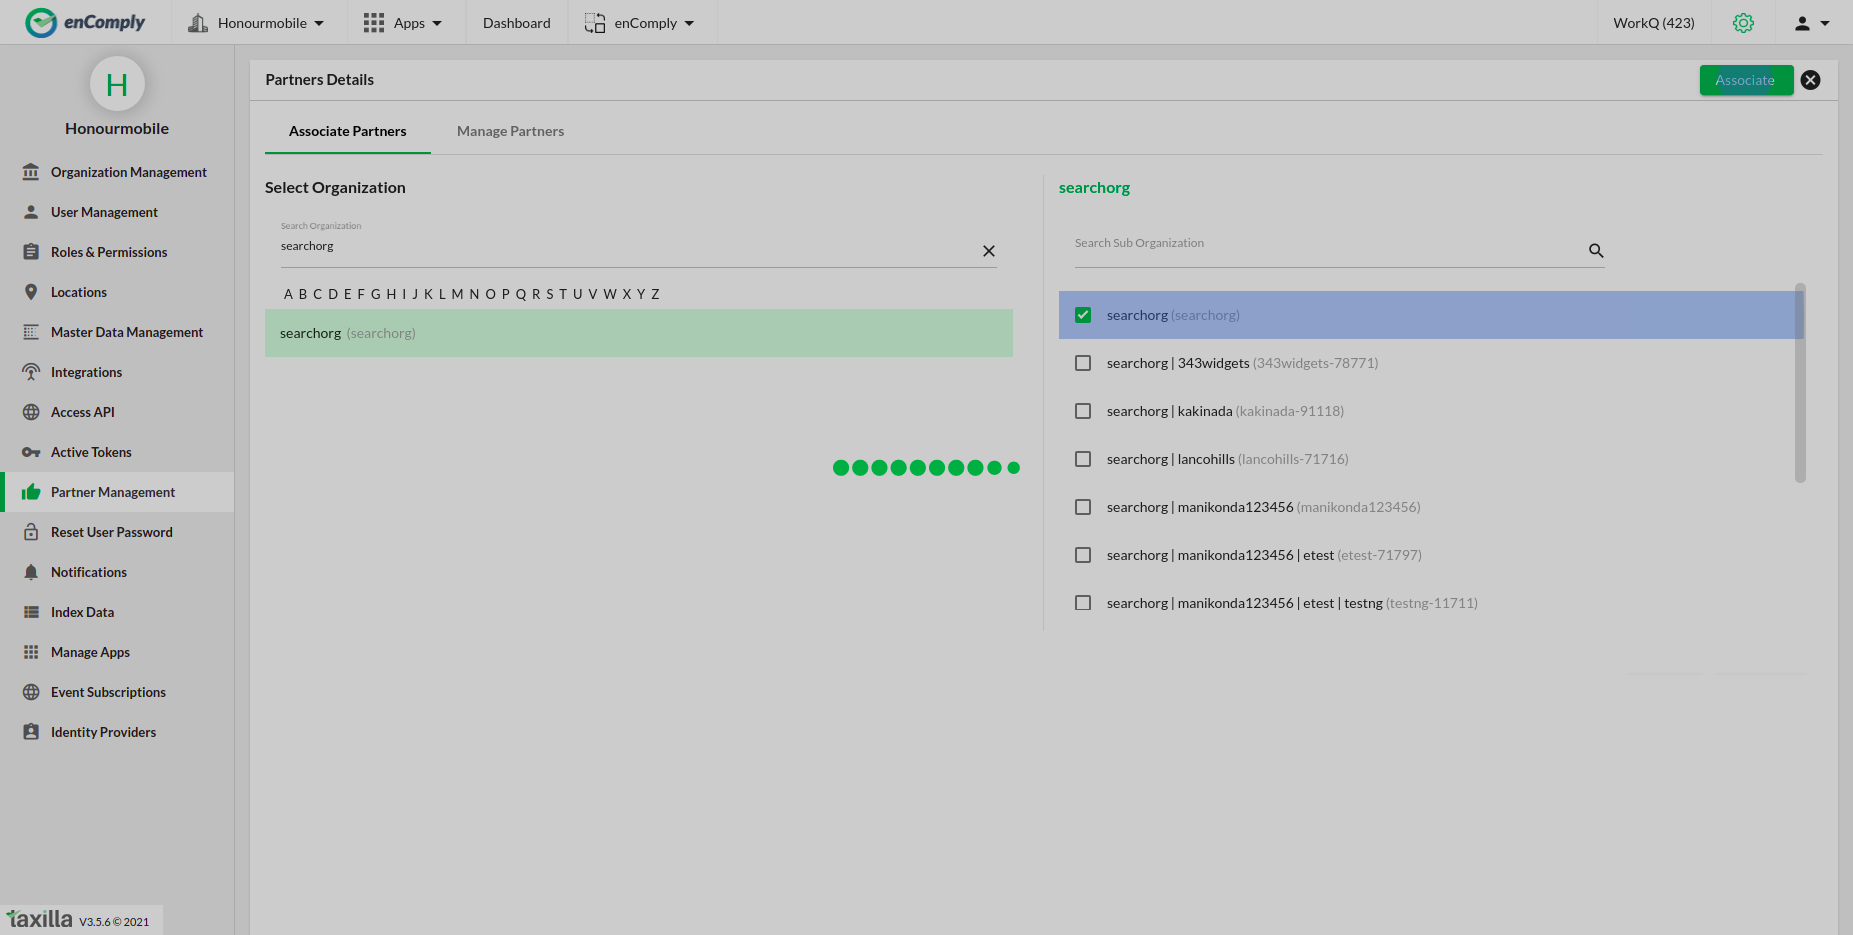 enComply
Honourmobile
Apps
Dashboard
enComply
WorkQ (423)
H
Honourmobile
Organization Management
User Management
Roles & Permissions
Locations
Master Data Management
Integrations
Access API
Active Tokens
Partner Management
Reset User Password
Notifications
Index Data
Manage Apps
Event Subscriptions
Identity Providers
taxilla V3.5.6 © 2021
Partners Details
Associate
Associate Partners
Manage Partners
Select Organization
Search Organization
searchorg
A B C D E F G H I J K L M N O P Q R S T U V W X Y Z
searchorg (searchorg)
searchorg
Search Sub Organization
searchorg (searchorg)
searchorg | 343widgets (343widgets-78771)
searchorg | kakinada (kakinada-91118)
searchorg | lancohills (lancohills-71716)
searchorg | manikonda123456 (manikonda123456)
searchorg | manikonda123456 | etest (etest-71797)
searchorg | manikonda123456 | etest | testng (testng-11711)